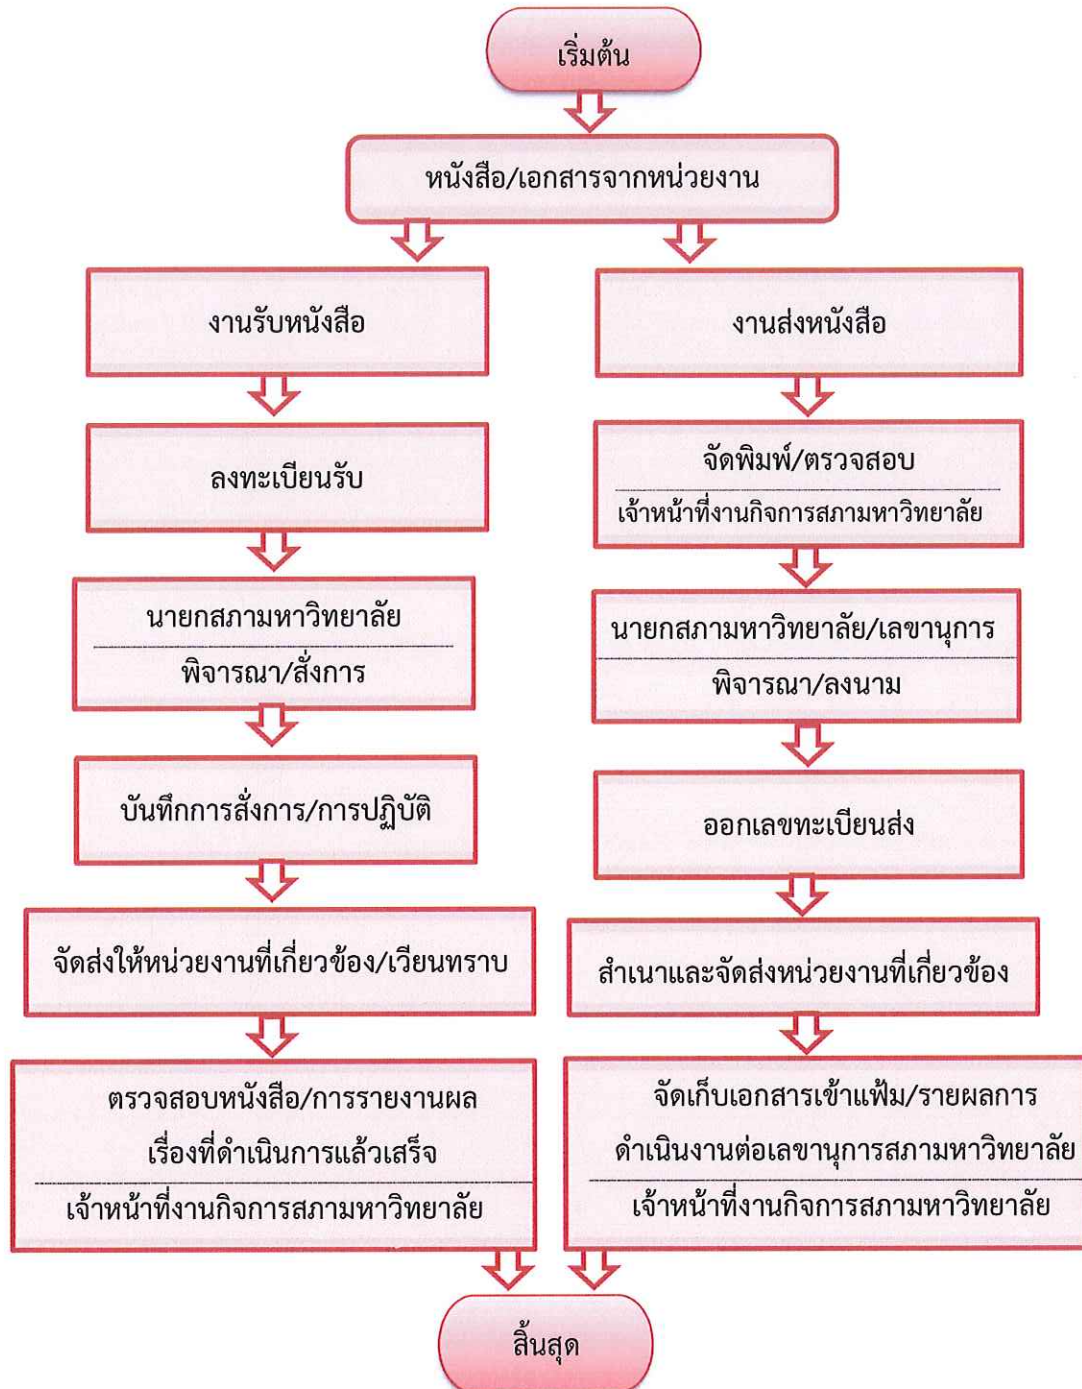 เริ่มต้น
หนังสือ/เอกสารจากหน่วยงาน
งานรับหนังสือ
ลงทะเบียนรับ
นายกสภามหาวิทยาลัย
พิจารณา/สั่งการ
บันทึกการสั่งการ/การปฏิบัติ
จัดส่งให้หน่วยงานที่เกี่ยวข้อง/เวียนทราบ
ตรวจสอบหนังสือ/การรายงานผล
เรื่องที่ดำเนินการแล้วเสร็จ
เจ้าหน้าที่งานกิจการสภามหาวิทยาลัย
งานส่งหนังสือ
จัดพิมพ์/ตรวจสอบ
เจ้าหน้าที่งานกิจการสภามหาวิทยาลัย
นายกสภามหาวิทยาลัย/เลขานุการ
พิจารณา/ลงนาม
ออกเลขทะเบียนส่ง
สำเนาและจัดส่งหน่วยงานที่เกี่ยวข้อง
จัดเก็บเอกสารเข้าแฟ้ม/รายผลการ
ดำเนินงานต่อเลขานุการสภามหาวิทยาลัย
เจ้าหน้าที่งานกิจการสภามหาวิทยาลัย
สิ้นสุด